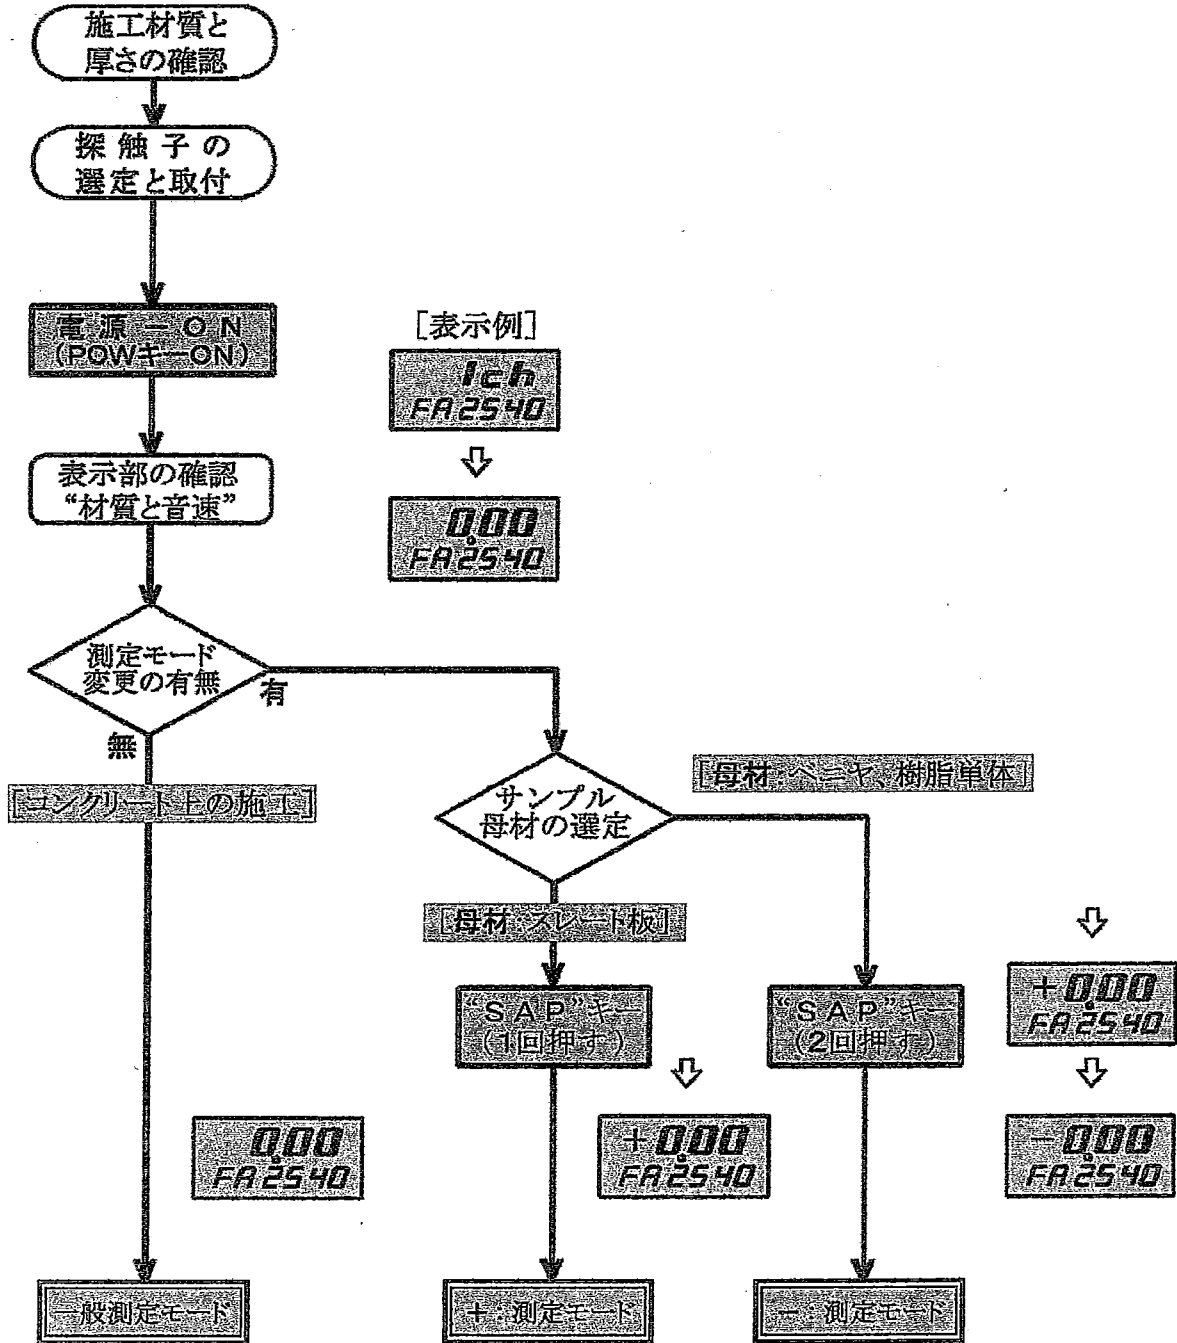 施工材質と
厚さの確認
探触子の
選定と取付
電源－ON
(POWキーON)
[表示例]
1ch
FA2540
表示部の確認
“材質と音速”
0.00
FA2540
測定モード
変更の有無
有
無
[コンクリート上の施工]
サンプル
母材の選定
[母材:ベニヤ 樹脂単体]
[母材:スレート板]
“SAP”キー
(1回押す)
“SAP”キー
(2回押す)
+0.00
FA2540
0.00
FA2540
+0.00
FA2540
-0.00
FA2540
一般測定モード
+:測定モード
－:測定モード